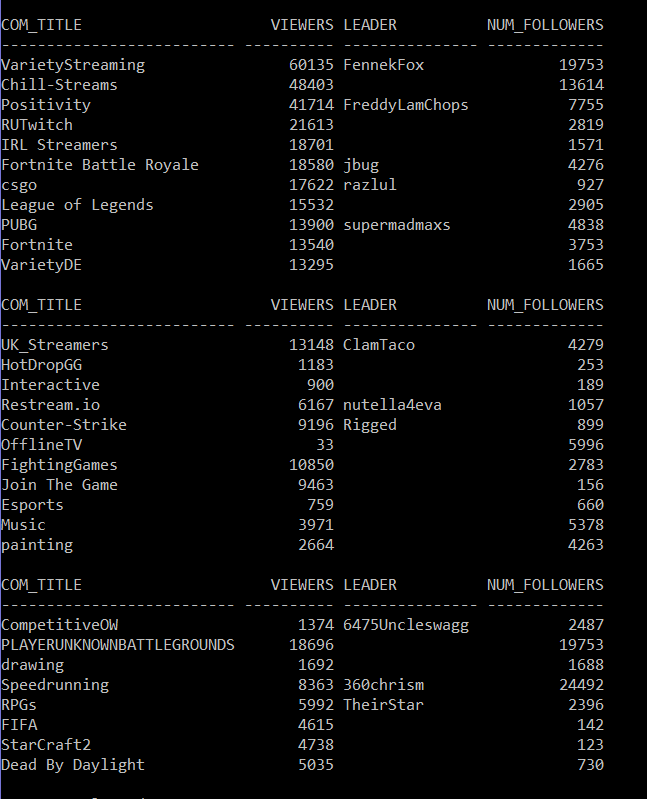 COM_TITLE VIEWERS LEADER NUM_FOLLOWERS
-------------------------- ---------- --------------- -------------
VarietyStreaming 60135 FennekFox 19753
Chill-Streams 48403 13614
Positivity 41714 FreddyLamChops 7755
RUTwitch 21613 2819
IRL Streamers 18701 1571
Fortnite Battle Royale 18580 jbug 4276
csgo 17622 razlul 927
League of Legends 15532 2905
PUBG 13900 supermadmaxs 4838
Fortnite 13540 3753
VarietyDE 13295 1665
COM_TITLE VIEWERS LEADER NUM_FOLLOWERS
-------------------------- ---------- --------------- -------------
UK_Streamers 13148 ClamTaco 4279
HotDropGG 1183 253
Interactive 900 189
Restream.io 6167 nutella4eva 1057
Counter-Strike 9196 Rigged 899
OfflineTV 33 5996
FightingGames 10850 2783
Join The Game 9463 156
Esports 759 660
Music 3971 5378
painting 2664 4263
COM_TITLE VIEWERS LEADER NUM_FOLLOWERS
-------------------------- ---------- --------------- -------------
CompetitiveOW 1374 6475Uncleswagg 2487
PLAYERUNKNOWNBATTLEGROUNDS 18696 19753
drawing 1692 1688
Speedrunning 8363 360chrism 24492
RPGs 5992 TheirStar 2396
FIFA 4615 142
StarCraft2 4738 123
Dead By Daylight 5035 730